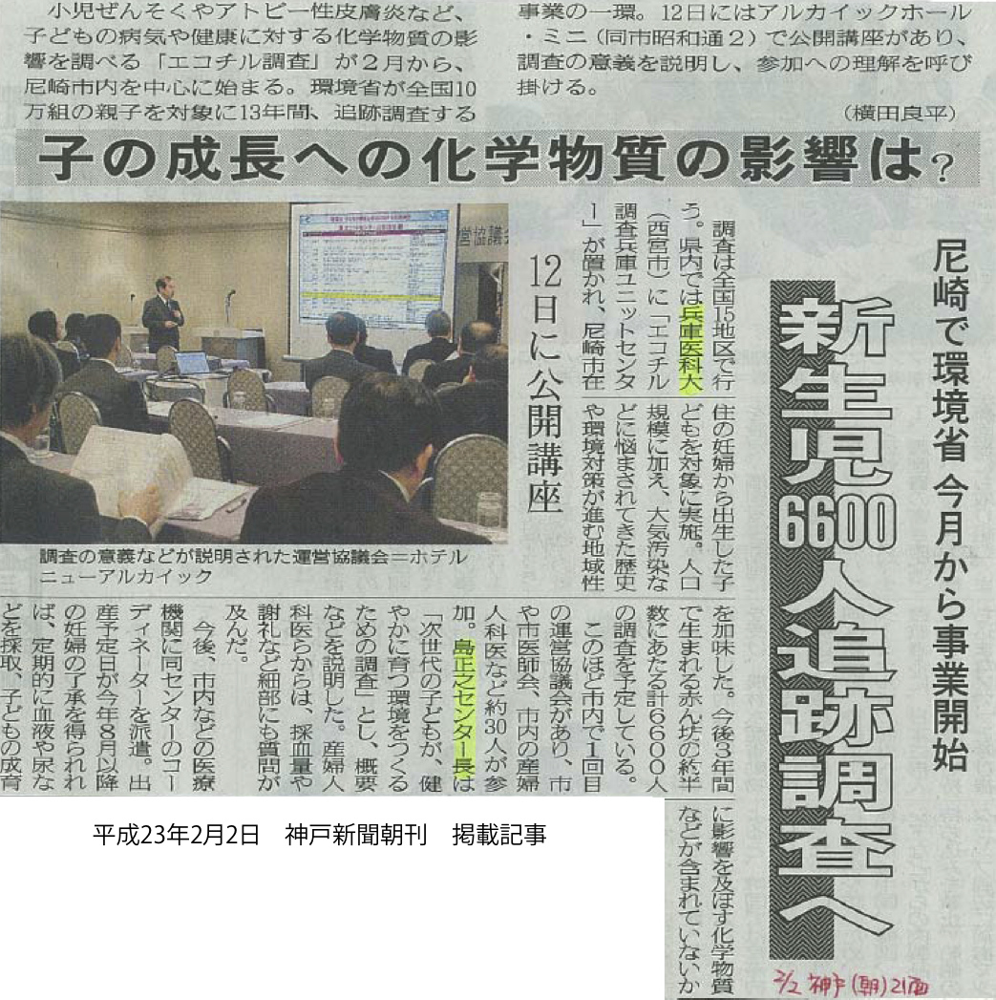 小児ぜんそくやアトピー性皮膚炎など、
子どもの病気や健康に対する化学物質の影
響を調べる「エコチル調査」が２月から、
尼崎市内を中心に始まる。環境省が全国10
万組の親子を対象に13年間、追跡調査する
事業の一環。12日にはアルカイックホール
・ミニ（同市昭和通２）で公開講座があり、
調査の意義を説明し、参加への理解を呼び
掛ける。
（横田良平）
子の成長への化学物質の影響は？
尼崎で環境省 今月から事業開始
新生児6600人追跡調査へ
12日に公開講座
調査は全国15地区で行
う。県内では兵庫医科大
（西宮市）に「エコチル
調査兵庫ユニットセンタ
ー」が置かれ、尼崎市在
住の妊婦から出生した子
どもを対象に実施。人口
規模に加え、大気汚染な
どに悩まされてきた歴史
や環境対策が進む地域性
を加味した。今後３年間
で生まれる赤ん坊の約半
数にあたる計６６００人
の調査を予定している。
このほど市内で１回目
の運営協議会があり、市
や市医師会、市内の産婦
人科医など約30人が参
加。島正之センター長は
「次世代の子どもが、健
やかに育つ環境をつくる
ための調査」とし、概要
などを説明した。産婦人
科医らからは、採血量や
謝礼など細部にも質問が
及んだ。
今後、市内などの医療
機関に同センターのコー
ディネーターを派遣。出
産予定日が今年８月以降
の妊婦の了承を得られれ
ば、定期的に血液や尿な
どを採取、子どもの成育
に影響を及ぼす化学物質
などが含まれていないか
営協議会
調査の意義などが説明された運営協議会＝ホテル
ニューアルカイック
平成23年2月2日　神戸新聞朝刊　掲載記事
2/2 神戸(朝)21面